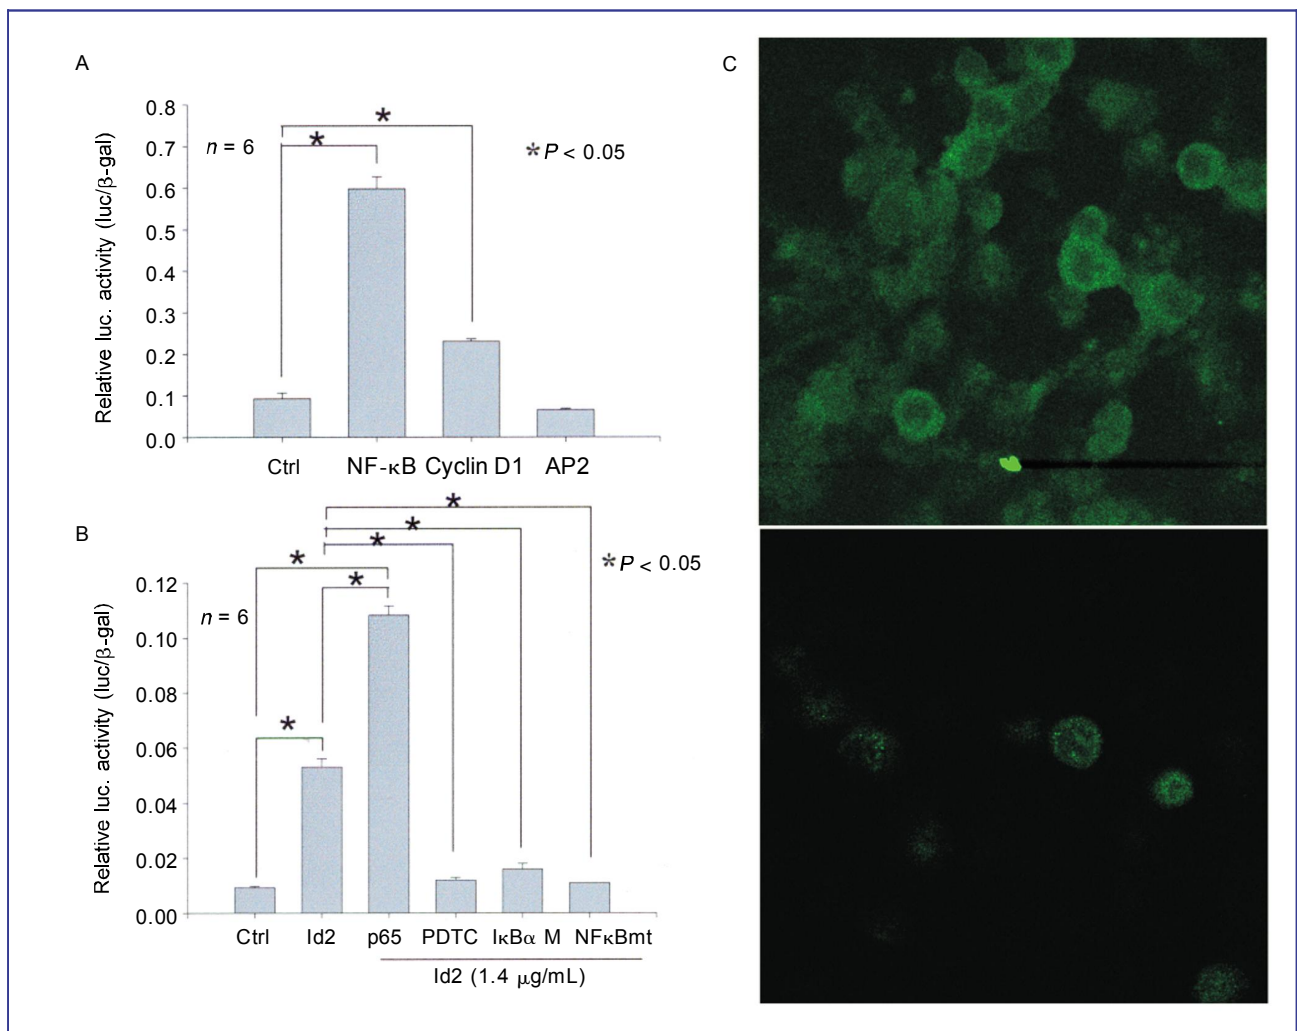 A
Relative luc. activity (luc/β-gal)
0.8
0.7
0.6
0.5
0.4
0.3
0.2
0.1
0.0
n = 6
*
*
*P < 0.05
Ctrl NF-κB Cyclin D1 AP2
B
Relative luc. activity (luc/β-gal)
0.12
0.10
0.08
0.06
0.04
0.02
0.00
n = 6
*
*
*
*
*
*
*P < 0.05
Ctrl Id2 p65 PDTC IκBα M NFκBmt
Id2 (1.4 μg/mL)
C